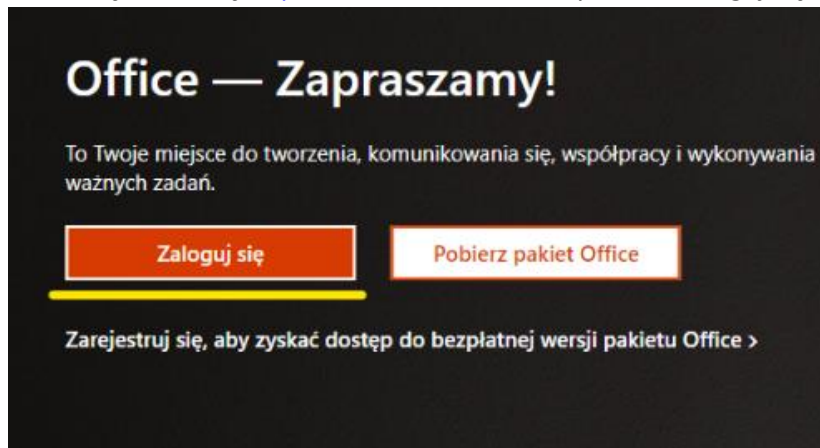 Office — Zapraszamy!
To Twoje miejsce do tworzenia, komunikowania się, współpracy i wykonywania
ważnych zadań.
Zaloguj się
Pobierz pakiet Office
Zarejestruj się, aby zyskać dostęp do bezpłatnej wersji pakietu Office >